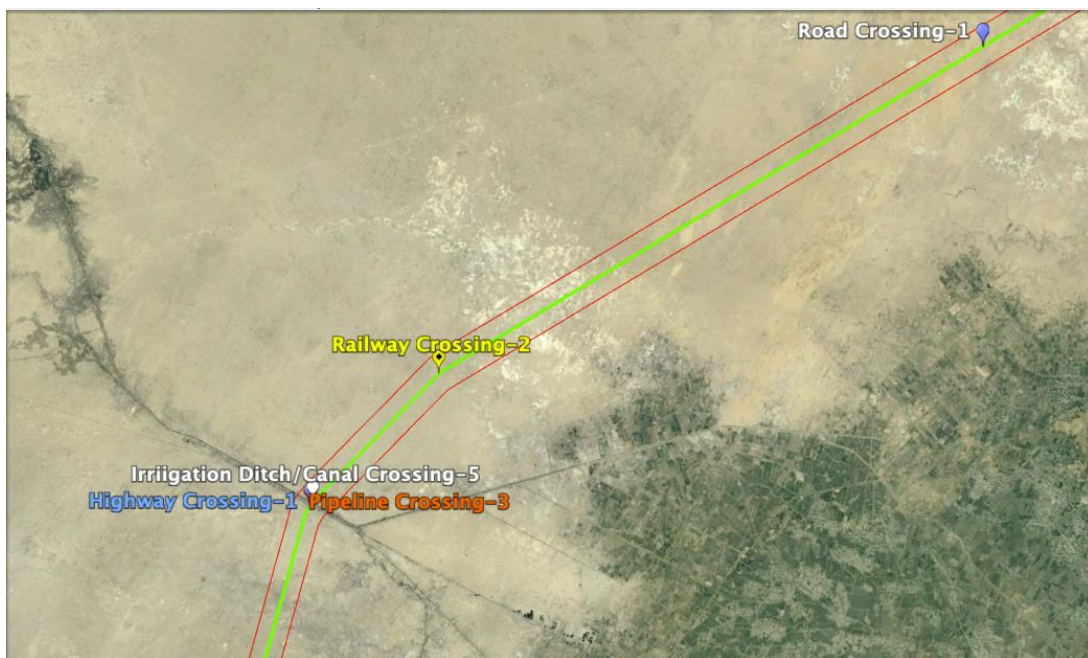 Road Crossing-1
Railway Crossing-2
Irriigation Ditch/Canal Crossing-5
Highway Crossing-1
Pipeline Crossing-3